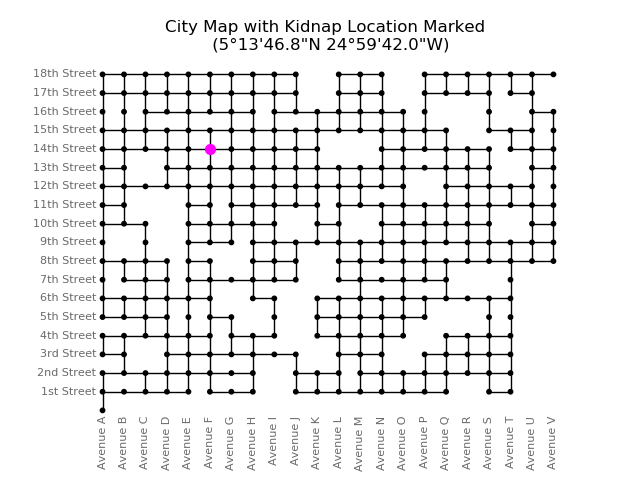 City Map with Kidnap Location Marked
(5°13'46.8"N 24°59'42.0"W)
18th Street
17th Street
16th Street
15th Street
14th Street
13th Street
12th Street
11th Street
10th Street
9th Street
8th Street
7th Street
6th Street
5th Street
4th Street
3rd Street
2nd Street
1st Street
Avenue A
Avenue B
Avenue C
Avenue D
Avenue E
Avenue F
Avenue G
Avenue H
Avenue I
Avenue J
Avenue K
Avenue L
Avenue M
Avenue N
Avenue O
Avenue P
Avenue Q
Avenue R
Avenue S
Avenue T
Avenue U
Avenue V